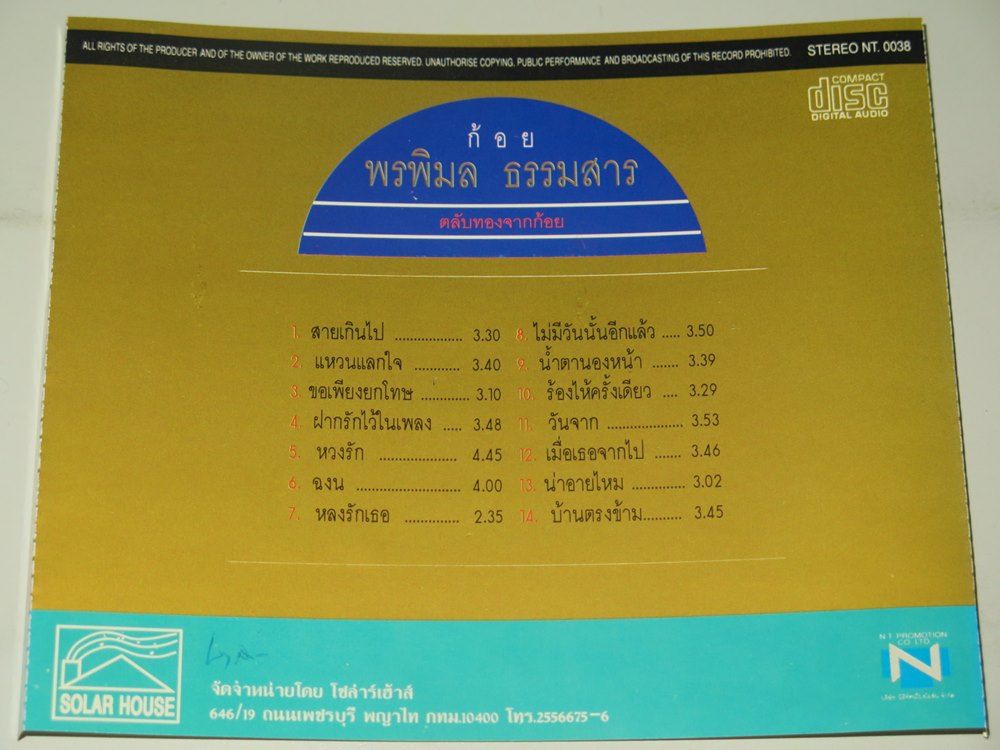 ALL RIGHTS OF THE PRODUCER AND OF THE OWNER OF THE WORK REPRODUCED RESERVED. UNAUTHORISE COPYING, PUBLIC PERFORMANCE AND BROADCASTING OF THIS RECORD PROHIBITED. STEREO NT. 0038
COMPACT
disc
DIGITAL AUDIO
ก้อย
พรพิมล ธรรมสาร
ตลับทองจากก้อย
1. สายเกินไป .................. 3.30
2. แหวนแลกใจ ............ 3.40
3. ขอเพียงยกโทษ ............. 3.10
4. ฝากรักไว้ในเพลง ..... 3.48
5. หวงรัก .................... 4.45
6. ฉงน ........................... 4.00
7. หลงรักเธอ .............. 2.35
8. ไม่มีวันนั้นอีกแล้ว ..... 3.50
9. น้ำตานองหน้า ....... 3.39
10. ร้องไห้ครั้งเดียว .... 3.29
11. วันจาก .................... 3.53
12. เมื่อเธอจากไป ....... 3.46
13. น่าอายไหม .............. 3.02
14. บ้านตรงข้าม.......... 3.45
SOLAR HOUSE
จัดจำหน่ายโดย โซล่าร์เฮ้าส์
646/19 ถนนเพชรบุรี พญาไท กทม.10400 โทร.2556675-6
N T PROMOTION
CO LTD
N